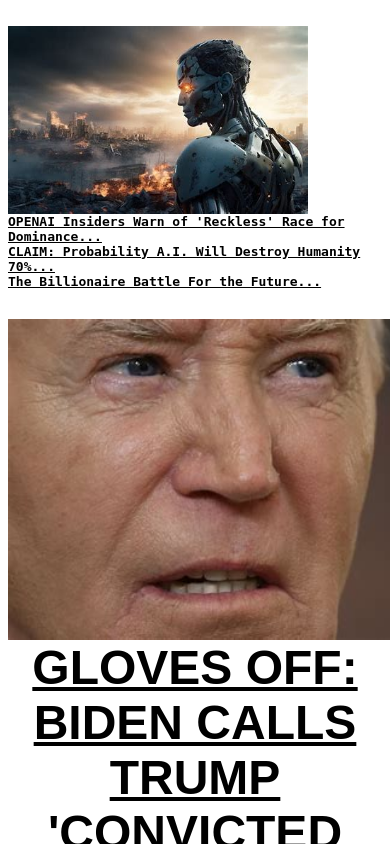 OPENAI Insiders Warn of 'Reckless' Race for
Dominance...
CLAIM: Probability A.I. Will Destroy Humanity
70%...
The Billionaire Battle For the Future...
GLOVES OFF:
BIDEN CALLS
TRUMP
'CONVICTED